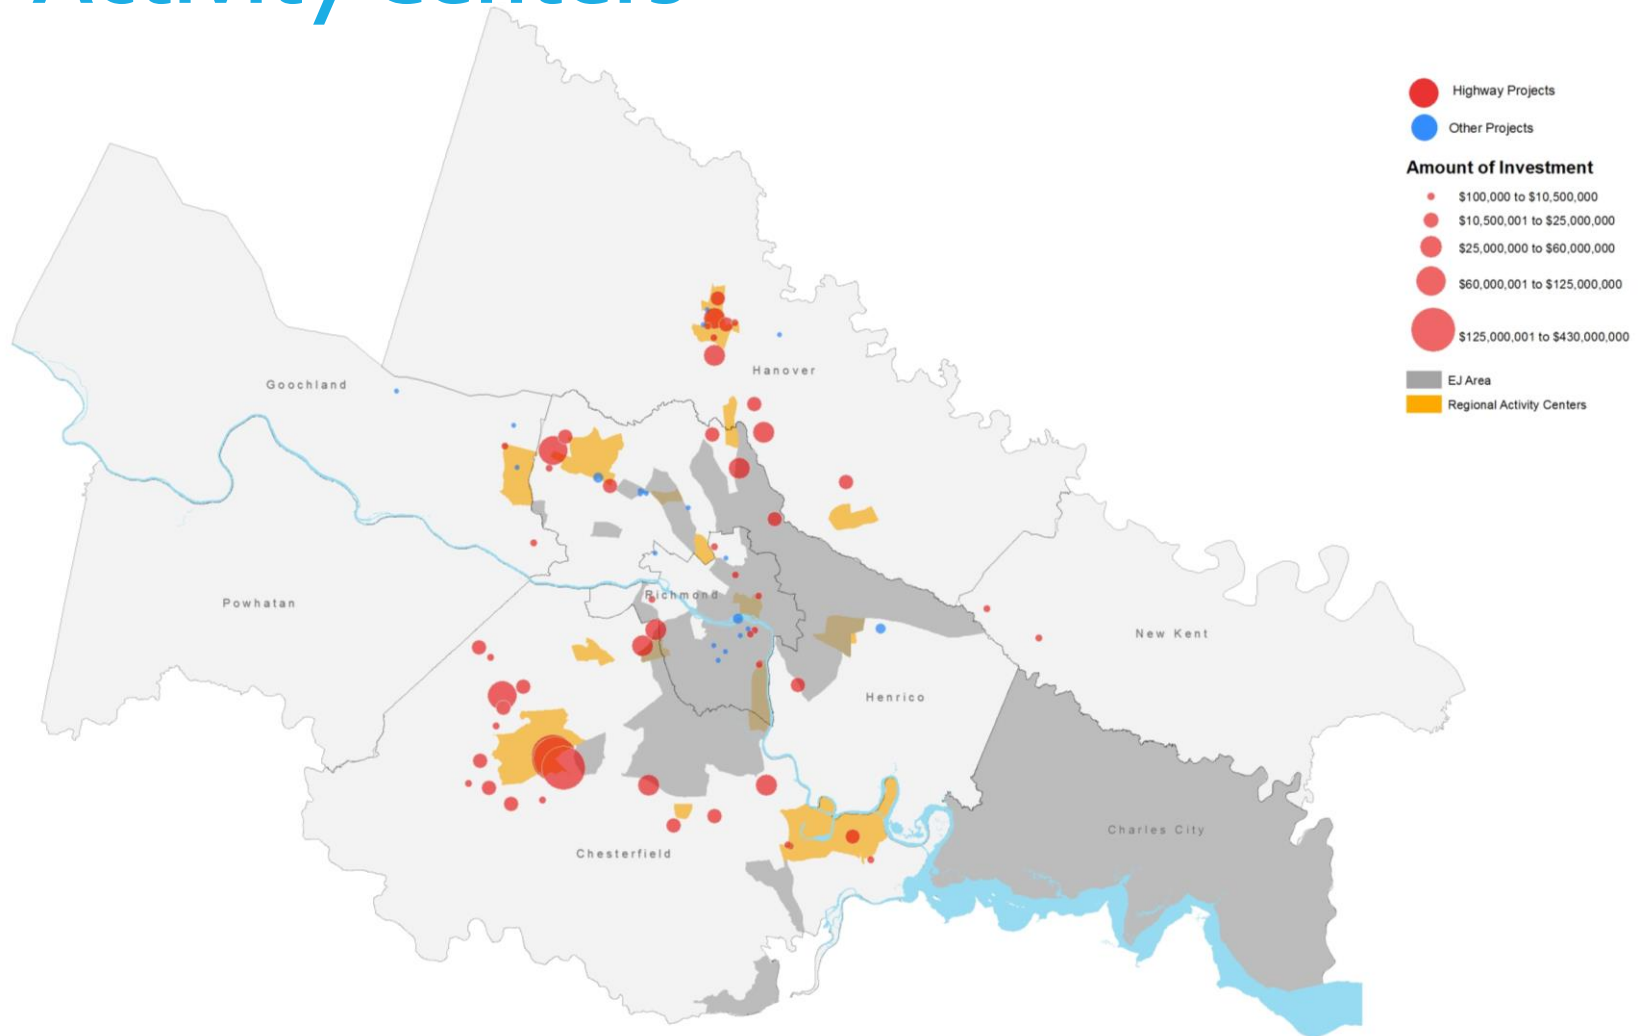 Activity Centers
Highway Projects
Other Projects
Amount of Investment
$100,000 to $10,500,000
$10,500,001 to $25,000,000
$25,000,000 to $60,000,000
$60,000,001 to $125,000,000
$125,000,001 to $430,000,000
EJ Area
Regional Activity Centers
Hanover
Goochland
Richmond
Powhatan
New Kent
Henrico
Charles City
Chesterfield